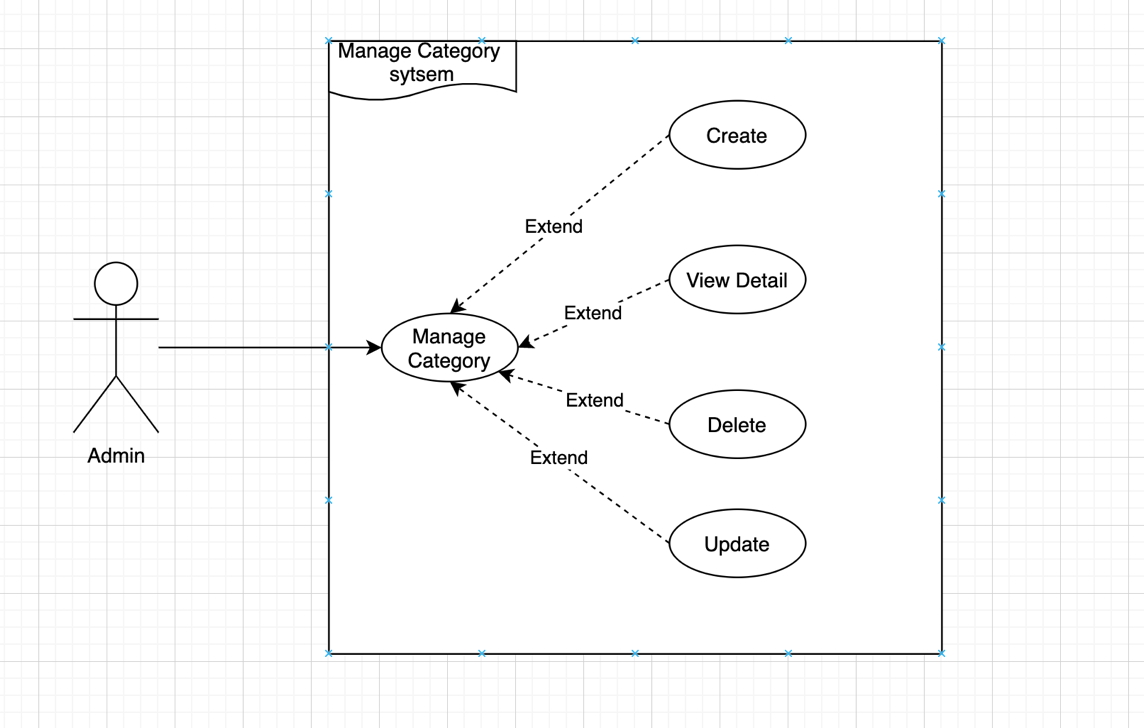 Manage Category
sytsem
Create
Extend
View Detail
Extend
Manage
Category
Extend
Delete
Admin
Extend
Update